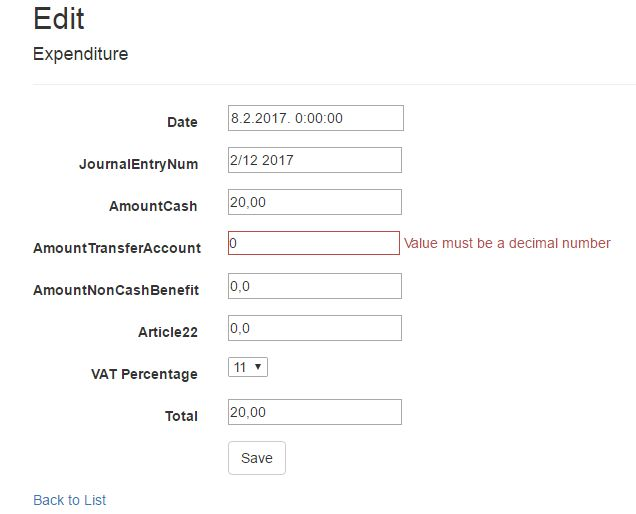 Edit
Expenditure
Date 8.2.2017. 0:00:00
JournalEntryNum 2/12 2017
AmountCash 20,00
AmountTransferAccount 0 Value must be a decimal number
AmountNonCashBenefit 0,0
Article22 0,0
VAT Percentage 11
Total 20,00
Save
Back to List